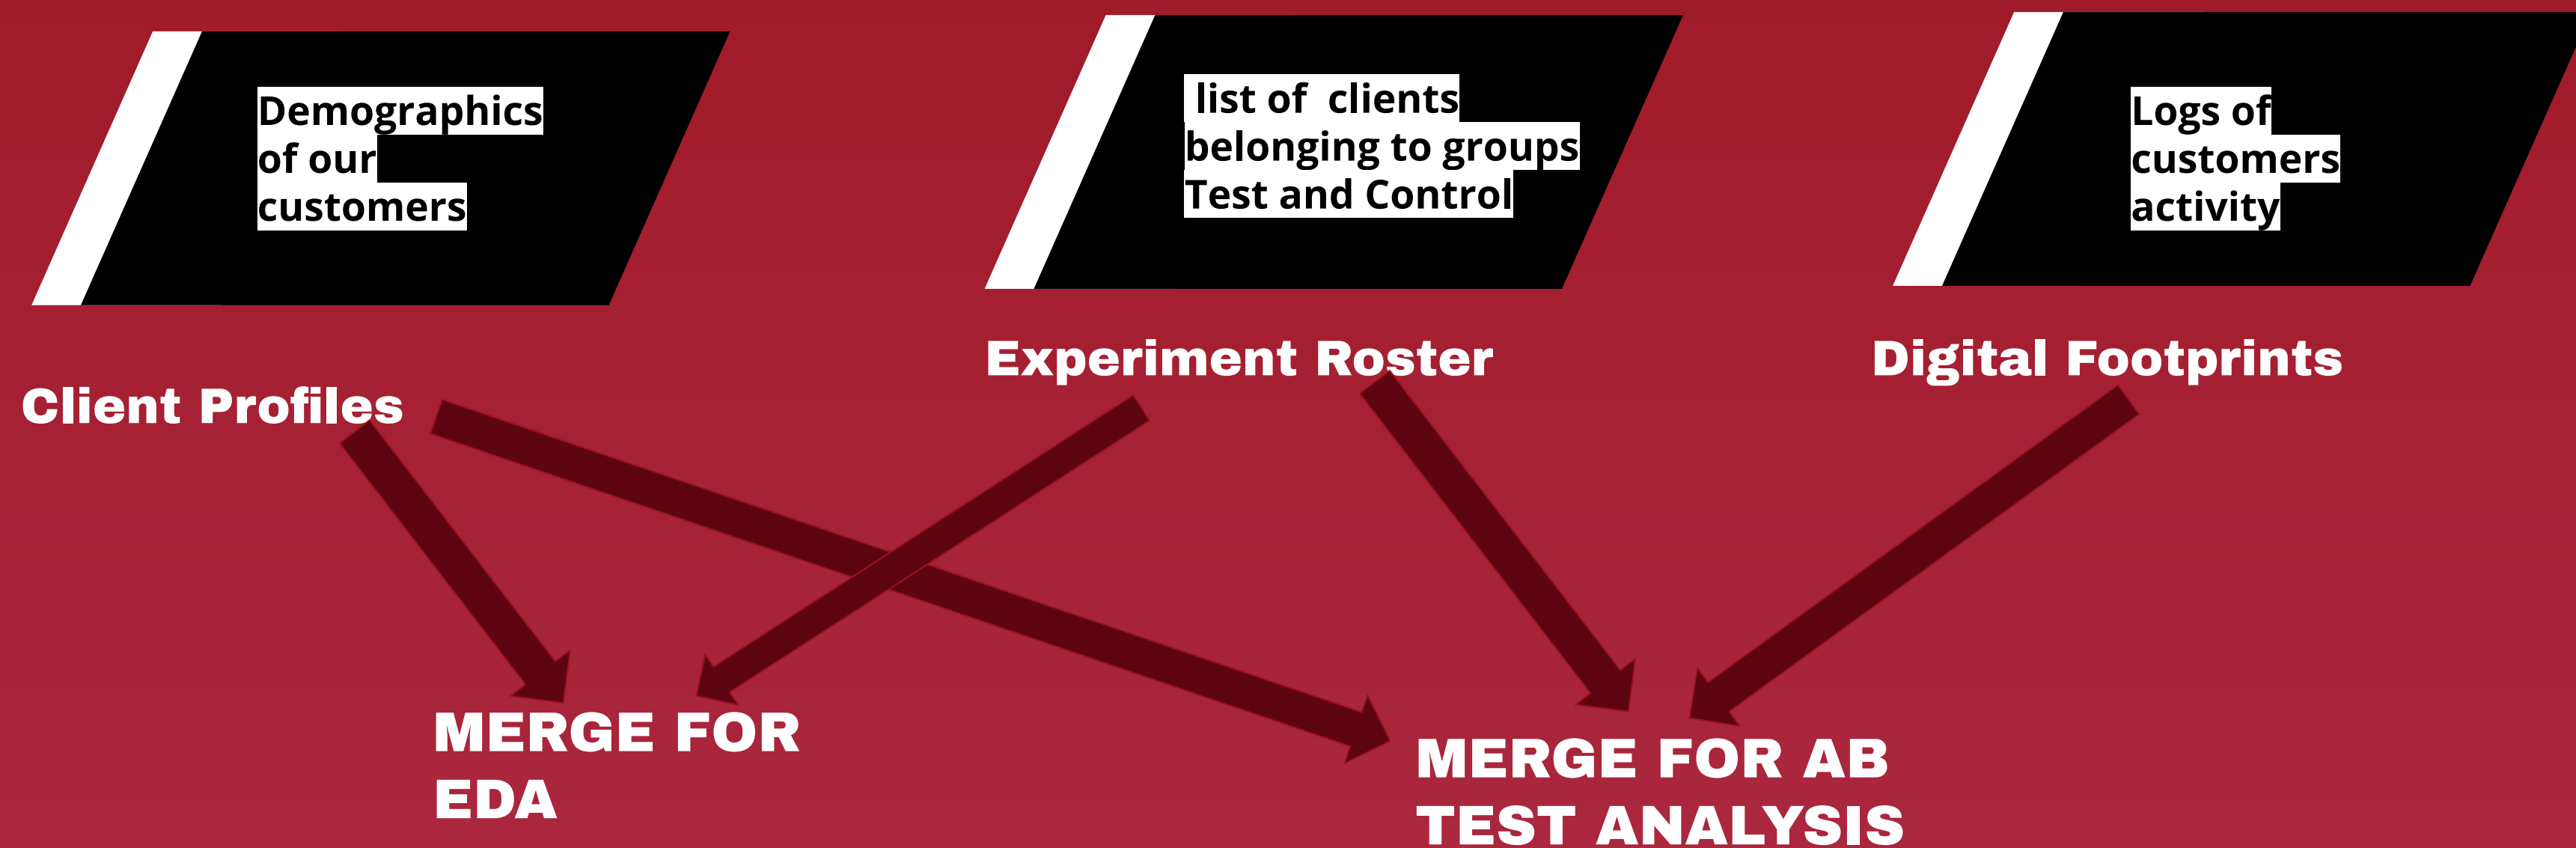 Demographics
of our
customers
list of  clients
belonging to groups
Test and Control
Logs of
customers
activity
Client Profiles
Experiment Roster
Digital Footprints
MERGE FOR
EDA
MERGE FOR AB
TEST ANALYSIS